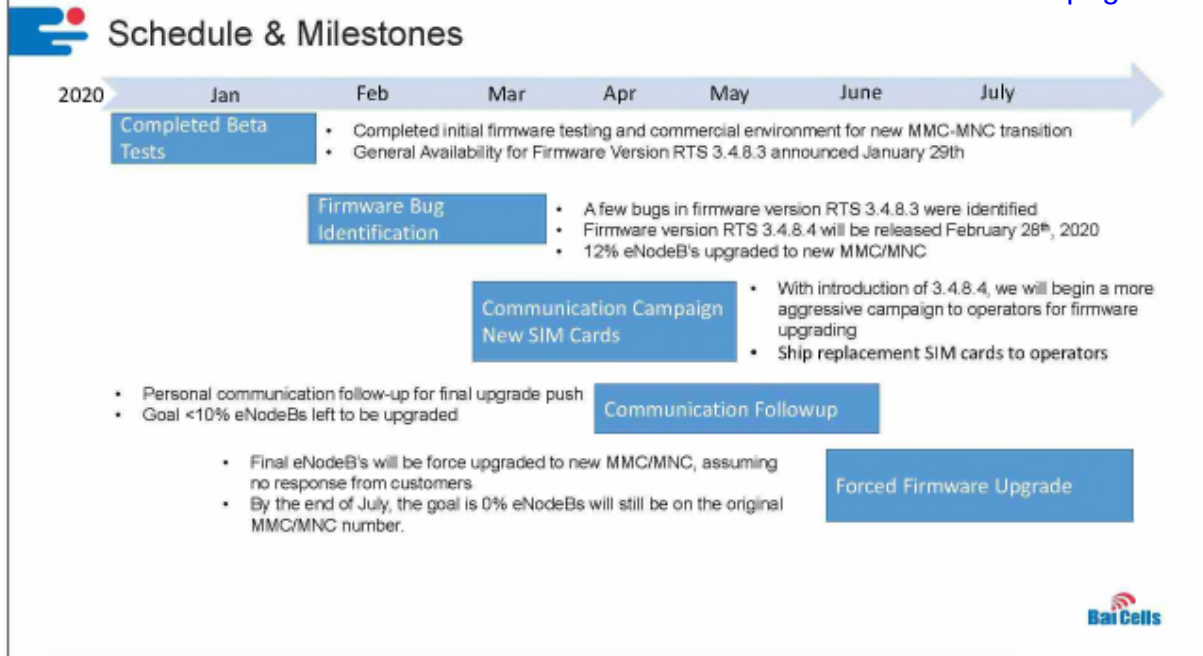 pag
Schedule & Milestones
2020 Jan Feb Mar Apr May June July
Completed Beta
Tests
• Completed initial firmware testing and commercial environment for new MMC-MNC transition
• General Availability for Firmware Version RTS 3.4.8.3 announced January 29th
Firmware Bug
Identification
• A few bugs in firmware version RTS 3.4.8.3 were identified
• Firmware version RTS 3.4.8.4 will be released February 28th, 2020
• 12% eNodeB's upgraded to new MMC/MNC
Communication Campaign
New SIM Cards
• With introduction of 3.4.8.4, we will begin a more
aggressive campaign to operators for firmware
upgrading
• Ship replacement SIM cards to operators
• Personal communication follow-up for final upgrade push
• Goal <10% eNodeBs left to be upgraded
Communication Followup
• Final eNodeB's will be force upgraded to new MMC/MNC, assuming
no response from customers
• By the end of July, the goal is 0% eNodeBs will still be on the original
MMC/MNC number.
Forced Firmware Upgrade
BaiCells